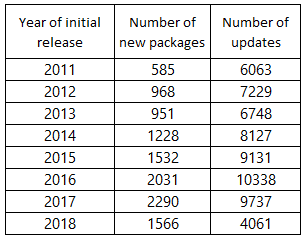 Year of initial release Number of new packages Number of updates
2011 585 6063
2012 968 7229
2013 951 6748
2014 1228 8127
2015 1532 9131
2016 2031 10338
2017 2290 9737
2018 1566 4061